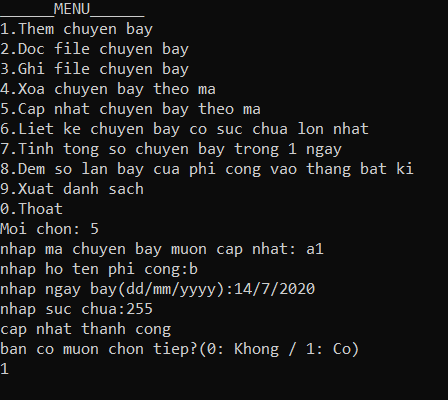 ______MENU______
1.Them chuyen bay
2.Doc file chuyen bay
3.Ghi file chuyen bay
4.Xoa chuyen bay theo ma
5.Cap nhat chuyen bay theo ma
6.Liet ke chuyen bay co suc chua lon nhat
7.Tinh tong so chuyen bay trong 1 ngay
8.Dem so lan bay cua phi cong vao thang bat ki
9.Xuat danh sach
0.Thoat
Moi chon: 5
nhap ma chuyen bay muon cap nhat: a1
nhap ho ten phi cong:b
nhap ngay bay(dd/mm/yyyy):14/7/2020
nhap suc chua:255
cap nhat thanh cong
ban co muon chon tiep?(0: Khong / 1: Co)
1